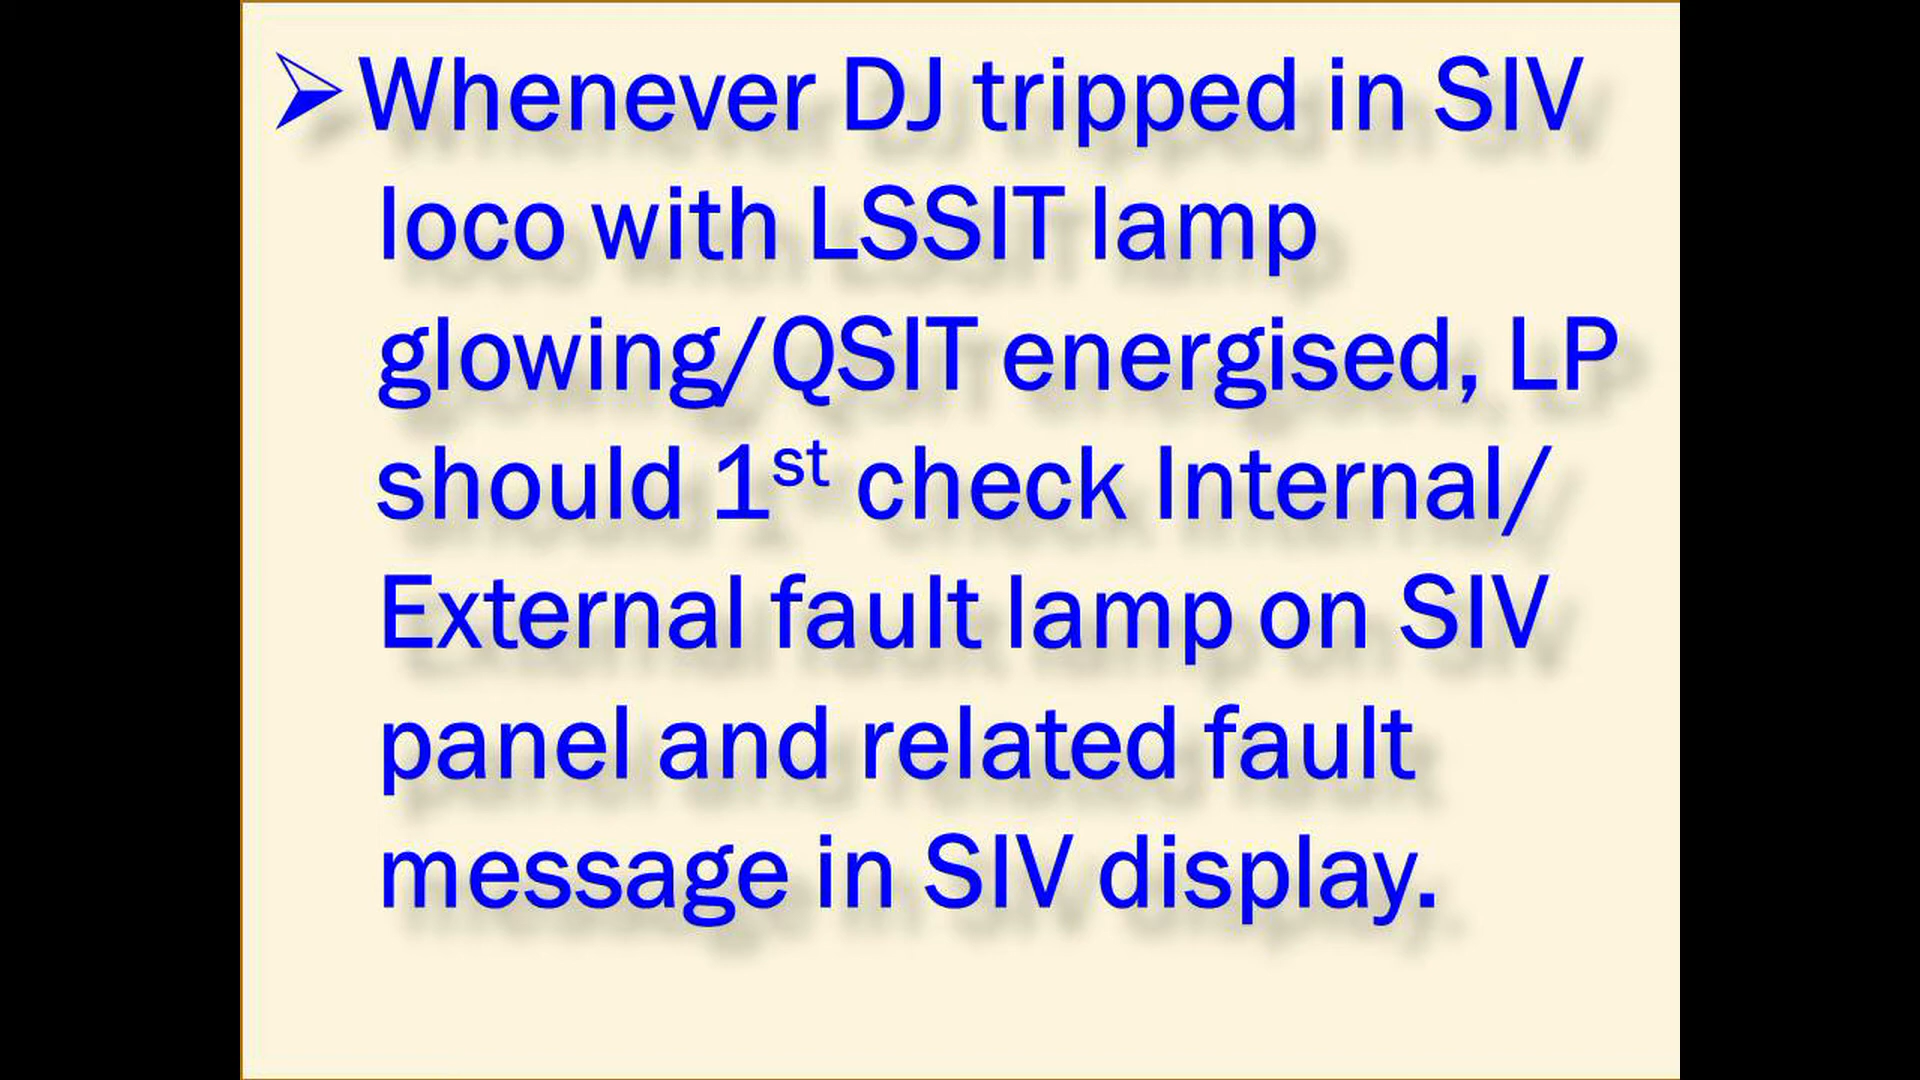 ➢Whenever DJ tripped in SIV
loco with LSSIT lamp
glowing/QSIT energised, LP
should 1st check Internal/
External fault lamp on SIV
panel and related fault
message in SIV display.